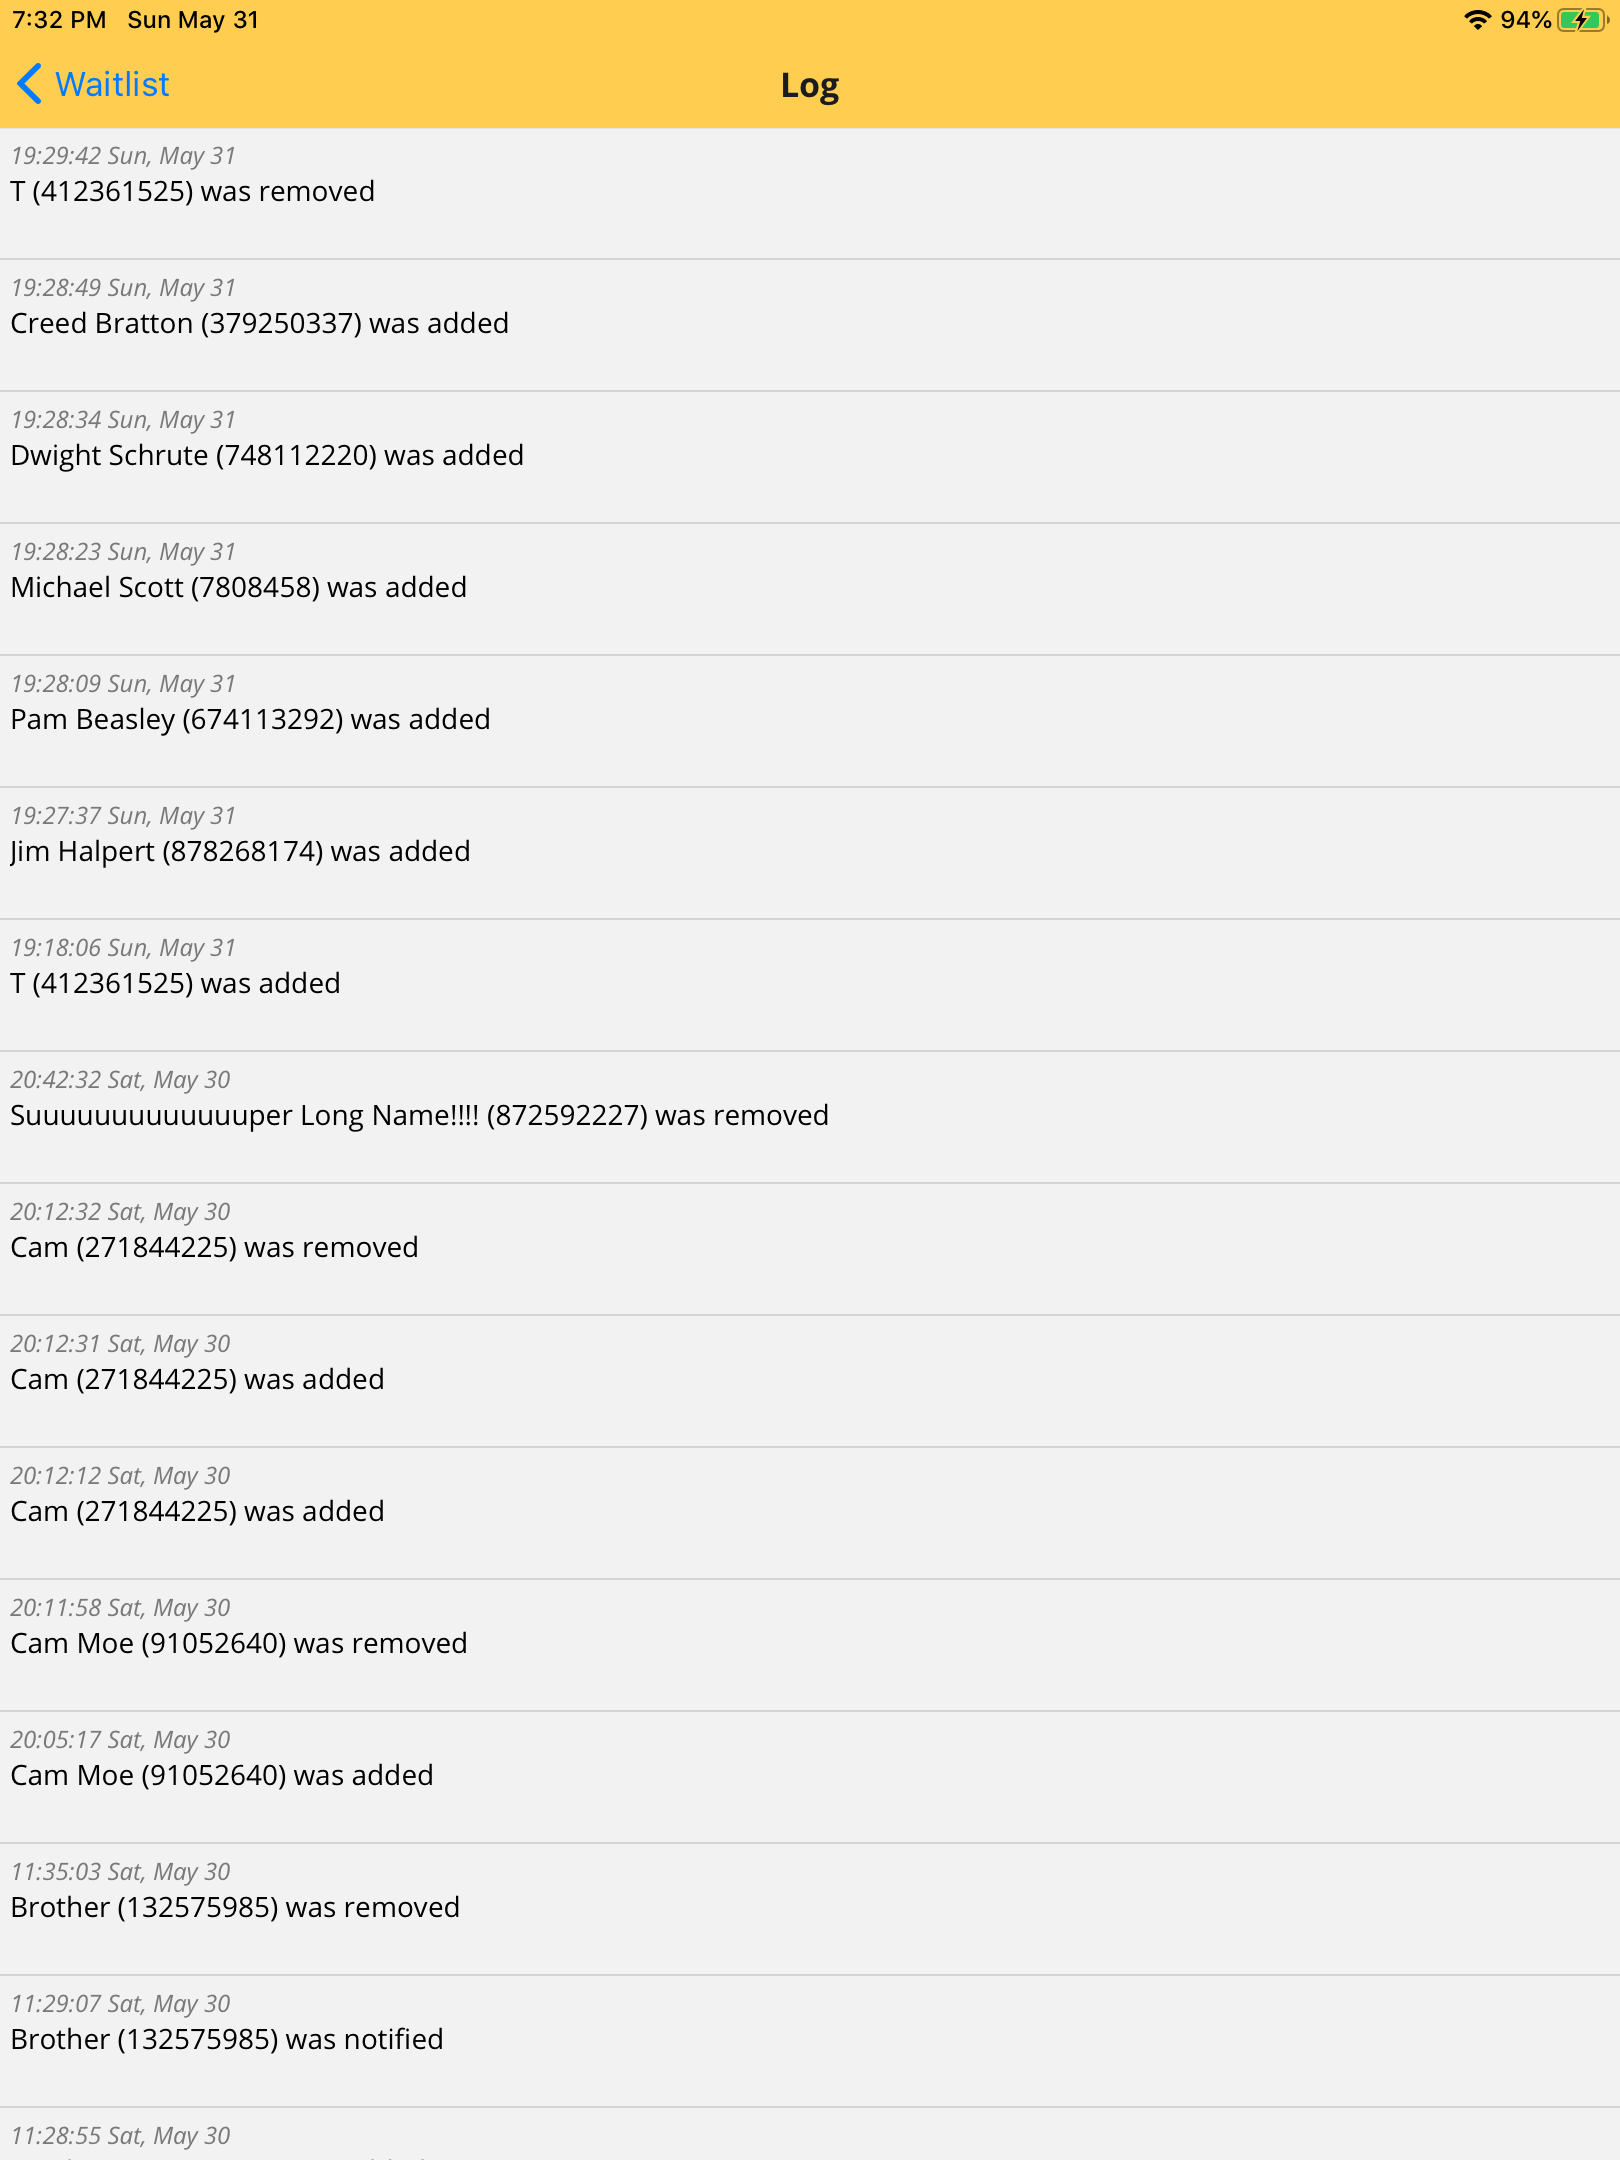 7:32 PM Sun May 31 94%
Waitlist Log
19:29:42 Sun, May 31
T (412361525) was removed
19:28:49 Sun, May 31
Creed Bratton (379250337) was added
19:28:34 Sun, May 31
Dwight Schrute (748112220) was added
19:28:23 Sun, May 31
Michael Scott (7808458) was added
19:28:09 Sun, May 31
Pam Beasley (674113292) was added
19:27:37 Sun, May 31
Jim Halpert (878268174) was added
19:18:06 Sun, May 31
T (412361525) was added
20:42:32 Sat, May 30
Suuuuuuuuuuuuuper Long Name!!!! (872592227) was removed
20:12:32 Sat, May 30
Cam (271844225) was removed
20:12:31 Sat, May 30
Cam (271844225) was added
20:12:12 Sat, May 30
Cam (271844225) was added
20:11:58 Sat, May 30
Cam Moe (91052640) was removed
20:05:17 Sat, May 30
Cam Moe (91052640) was added
11:35:03 Sat, May 30
Brother (132575985) was removed
11:29:07 Sat, May 30
Brother (132575985) was notified
11:28:55 Sat, May 30